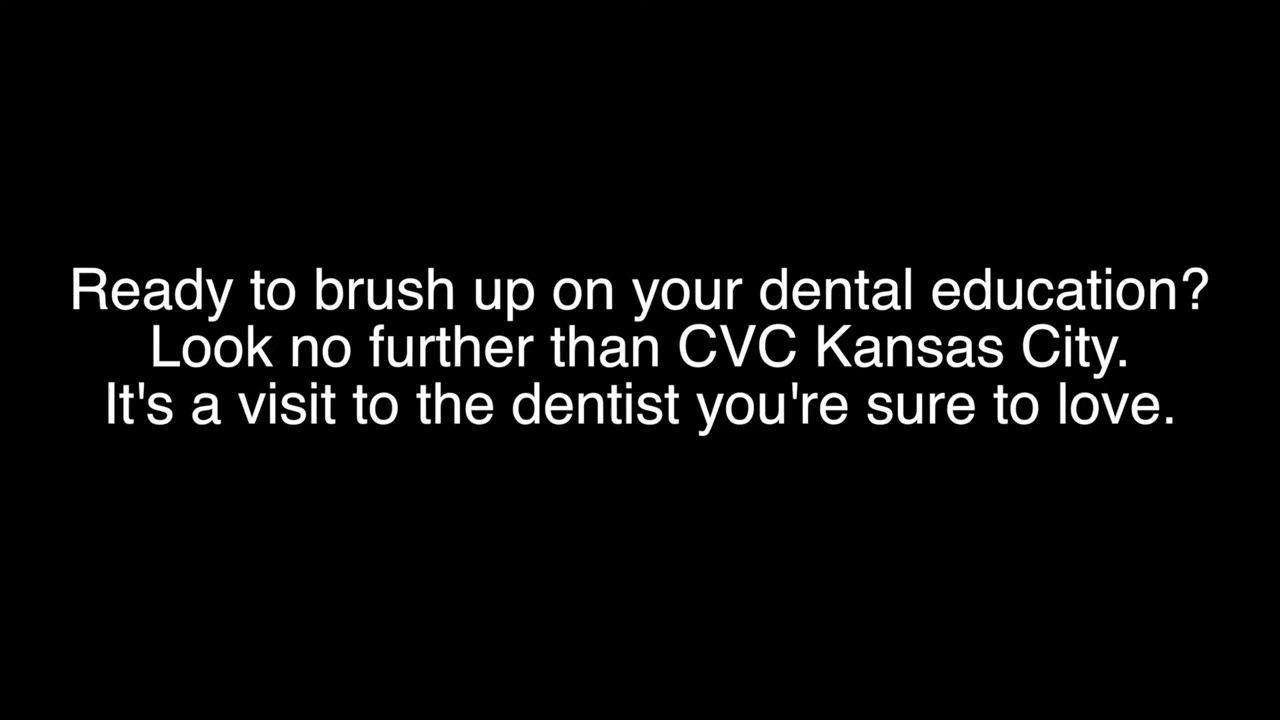 Ready to brush up on your dental education?
Look no further than CVC Kansas City.
It's a visit to the dentist you're sure to love.